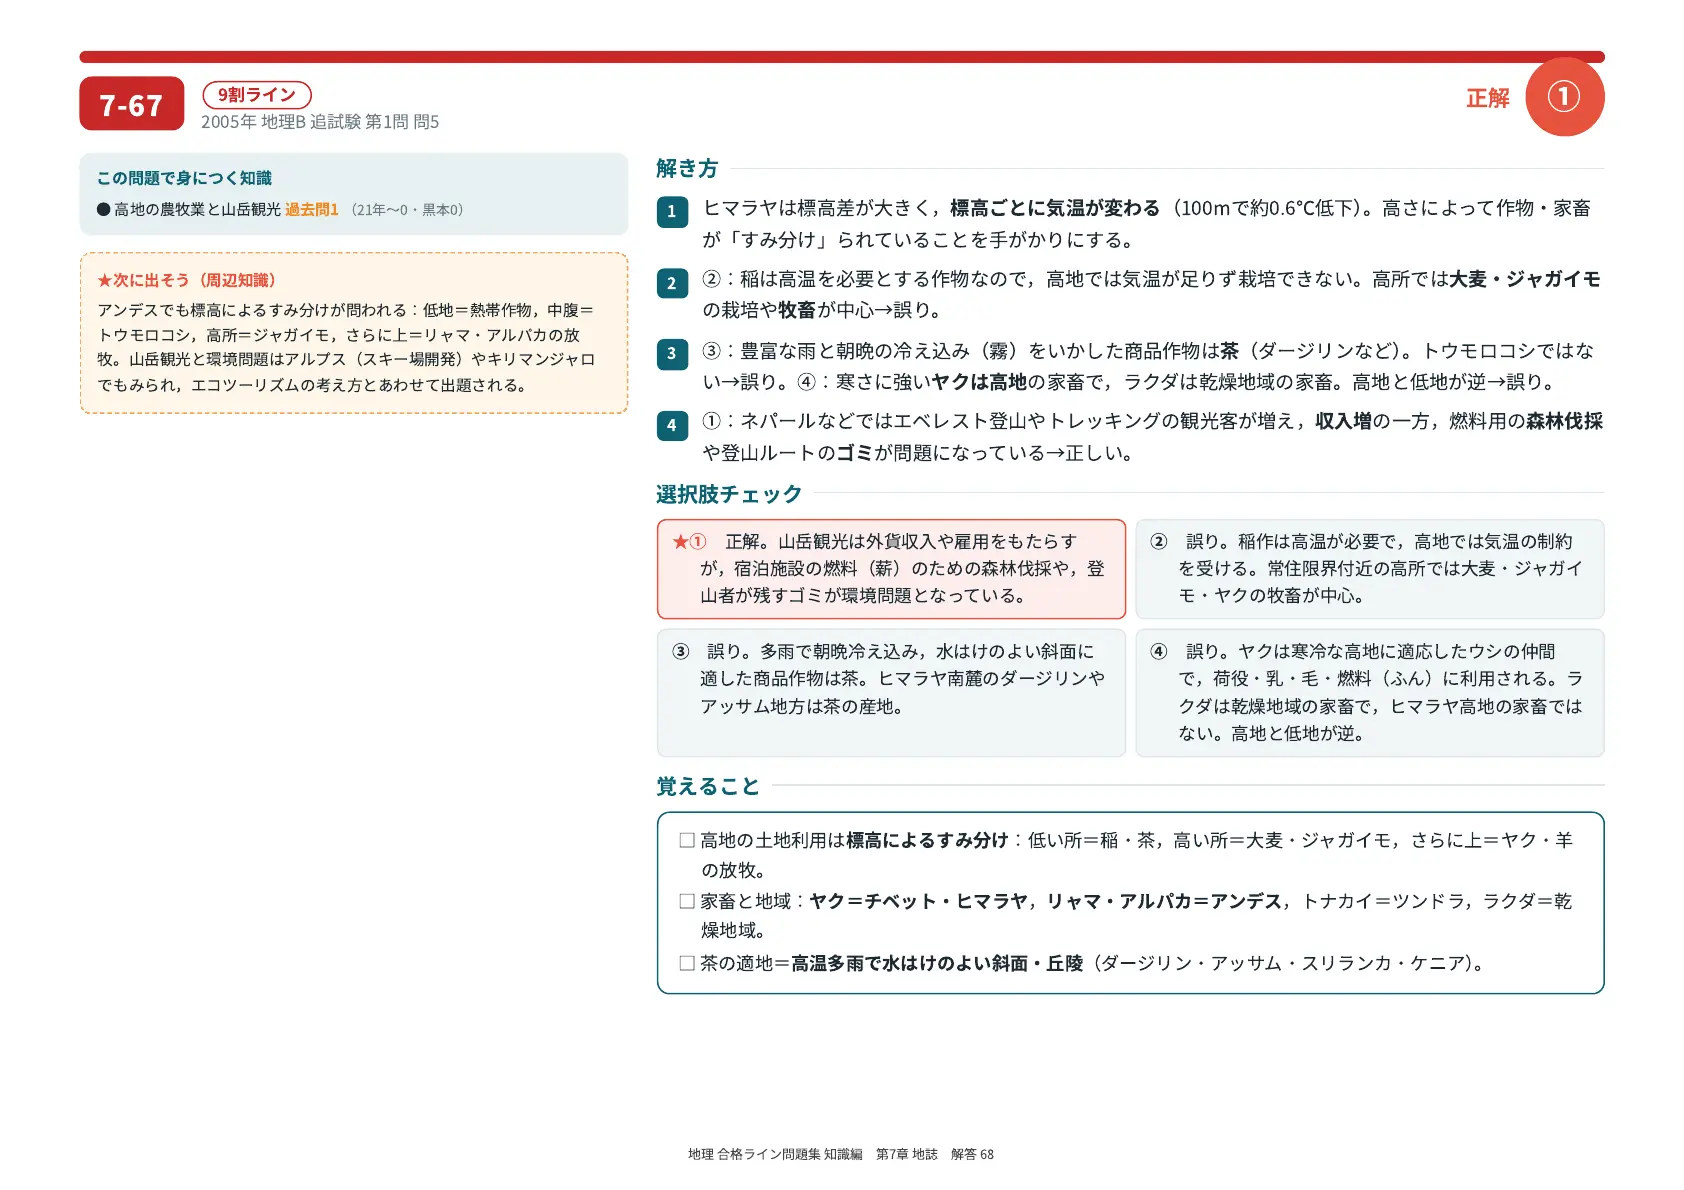 7-67
9割ライン
2005年 地理B 追試験 第1問 問5
正解 ①
この問題で身につく知識
● 高地の農牧業と山岳観光 過去問1 （21年～0・黒本0）
★次に出そう（周辺知識）
アンデスでも標高によるすみ分けが問われる：低地＝熱帯作物，中腹＝
トウモロコシ，高所＝ジャガイモ，さらに上＝リャマ・アルパカの放
牧。山岳観光と環境問題はアルプス（スキー場開発）やキリマンジャロ
でもみられ，エコツーリズムの考え方とあわせて出題される。
解き方
1 ヒマラヤは標高差が大きく，標高ごとに気温が変わる（100mで約0.6℃低下）。高さによって作物・家畜
が「すみ分け」られていることを手がかりにする。
2 ②：稲は高温を必要とする作物なので，高地では気温が足りず栽培できない。高所では大麦・ジャガイモ
の栽培や牧畜が中心→誤り。
3 ③：豊富な雨と朝晩の冷え込み（霧）をいかした商品作物は茶（ダージリンなど）。トウモロコシではな
い→誤り。④：寒さに強いヤクは高地の家畜で，ラクダは乾燥地域の家畜。高地と低地が逆→誤り。
4 ①：ネパールなどではエベレスト登山やトレッキングの観光客が増え，収入増の一方，燃料用の森林伐採
や登山ルートのゴミが問題になっている→正しい。
選択肢チェック
★① 正解。山岳観光は外貨収入や雇用をもたらす
が，宿泊施設の燃料（薪）のための森林伐採や，登
山者が残すゴミが環境問題となっている。
② 誤り。稲作は高温が必要で，高地では気温の制約
を受ける。常住限界付近の高所では大麦・ジャガイ
モ・ヤクの牧畜が中心。
③ 誤り。多雨で朝晩冷え込み，水はけのよい斜面に
適した商品作物は茶。ヒマラヤ南麓のダージリンや
アッサム地方は茶の産地。
④ 誤り。ヤクは寒冷な高地に適応したウシの仲間
で，荷役・乳・毛・燃料（ふん）に利用される。ラ
クダは乾燥地域の家畜で，ヒマラヤ高地の家畜では
ない。高地と低地が逆。
覚えること
□ 高地の土地利用は標高によるすみ分け：低い所＝稲・茶，高い所＝大麦・ジャガイモ，さらに上＝ヤク・羊
の放牧。
□ 家畜と地域：ヤク＝チベット・ヒマラヤ，リャマ・アルパカ＝アンデス，トナカイ＝ツンドラ，ラクダ＝乾
燥地域。
□ 茶の適地＝高温多雨で水はけのよい斜面・丘陵（ダージリン・アッサム・スリランカ・ケニア）。
地理 合格ライン問題集 知識編 第7章 地誌 解答 68